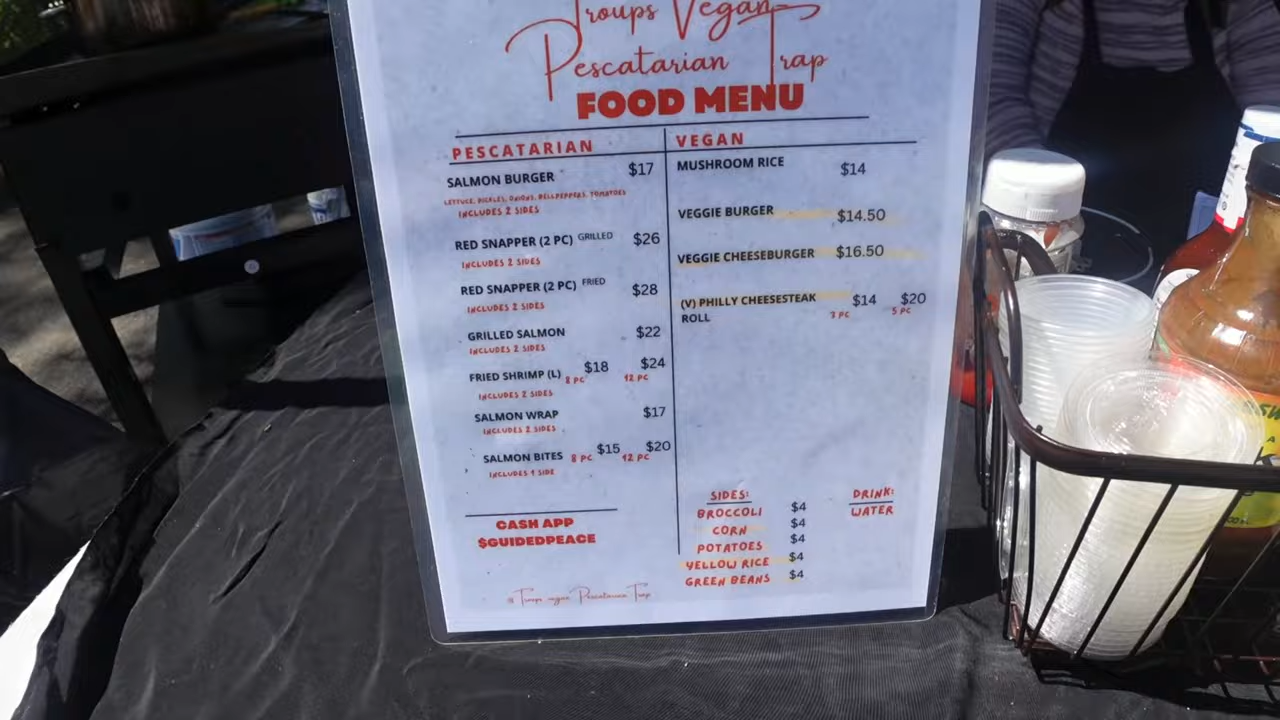 Troups Vegan
Pescatarian Trap
FOOD MENU
PESCATARIAN
SALMON BURGER $17
LETTUCE, PICKLES, ONIONS, BELLPEPPERS, TOMATOES
INCLUDES 2 SIDES
RED SNAPPER (2 PC) GRILLED $26
INCLUDES 2 SIDES
RED SNAPPER (2 PC) FRIED $28
INCLUDES 2 SIDES
GRILLED SALMON $22
INCLUDES 2 SIDES
FRIED SHRIMP (L) $18 $24
8 PC 12 PC
INCLUDES 2 SIDES
SALMON WRAP $17
INCLUDES 2 SIDES
SALMON BITES $15 $20
8 PC 12 PC
INCLUDES 1 SIDE
CASH APP
$GUIDEDPEACE
@ Troups vegan Pescatarian Trap
VEGAN
MUSHROOM RICE $14
VEGGIE BURGER $14.50
VEGGIE CHEESEBURGER $16.50
(V) PHILLY CHEESESTEAK $14 $20
ROLL 3 PC 5 PC
SIDES:
BROCCOLI $4
CORN $4
POTATOES $4
YELLOW RICE $4
GREEN BEANS $4
DRINK:
WATER